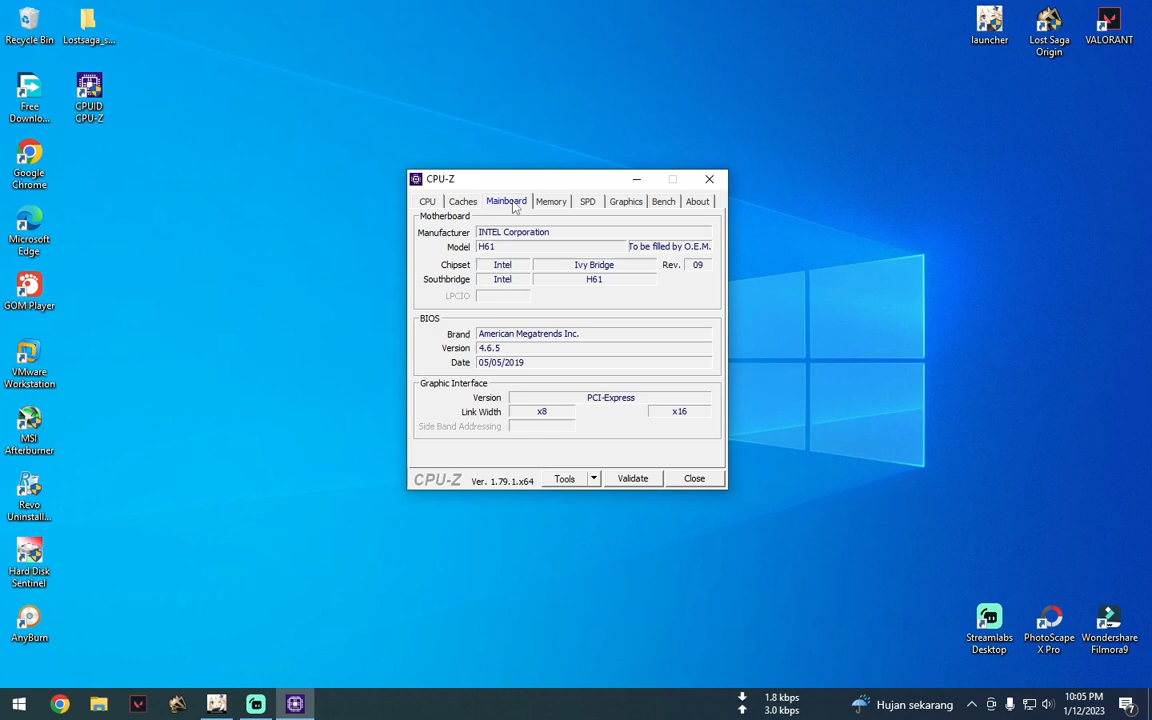 Recycle Bin
Lostsaga_s...
Free
Downlo...
CPUID
CPU-Z
Google
Chrome
Microsoft
Edge
GOM Player
VMware
Workstation
MSI
Afterburner
Revo
Uninstall...
Hard Disk
Sentinel
AnyBurn
launcher
Lost Saga
Origin
VALORANT
CPU-Z
CPU Caches Mainboard Memory SPD Graphics Bench About
Motherboard
Manufacturer INTEL Corporation
Model H61 To be filled by O.E.M.
Chipset Intel Ivy Bridge Rev. 09
Southbridge Intel H61
LPCIO
BIOS
Brand American Megatrends Inc.
Version 4.6.5
Date 05/05/2019
Graphic Interface
Version PCI-Express
Link Width x8 x16
Side Band Addressing
CPU-Z Ver. 1.79.1.x64 Tools Validate Close
Streamlabs
Desktop
PhotoScape
X Pro
Wondershare
Filmora9
1.8 kbps
3.0 kbps
Hujan sekarang
10:05 PM
1/12/2023
7